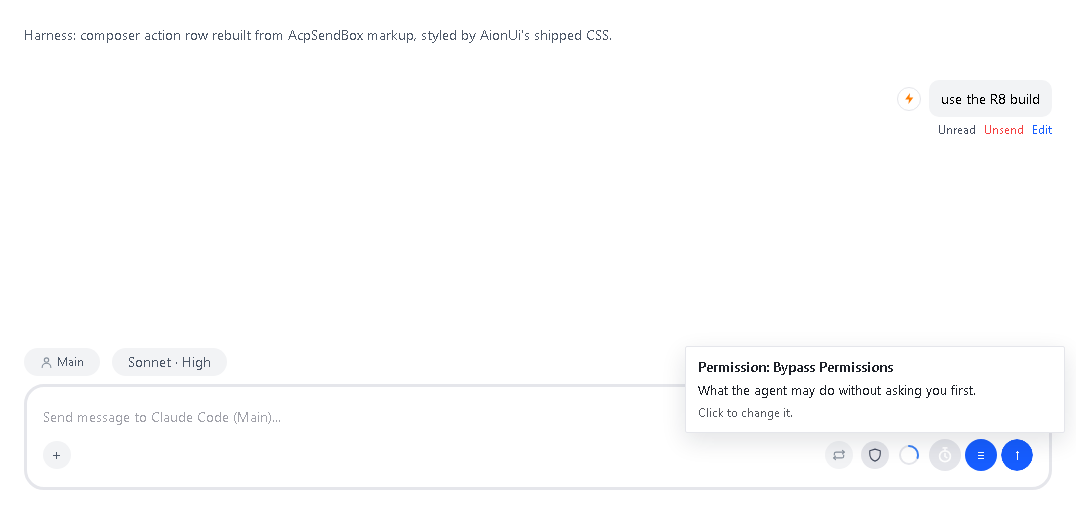 Harness: composer action row rebuilt from AcpSendBox markup, styled by AionUi's shipped CSS.
use the R8 build
Unread Unsend Edit
Main Sonnet · High
Permission: Bypass Permissions
What the agent may do without asking you first.
Click to change it.
Send message to Claude Code (Main)...